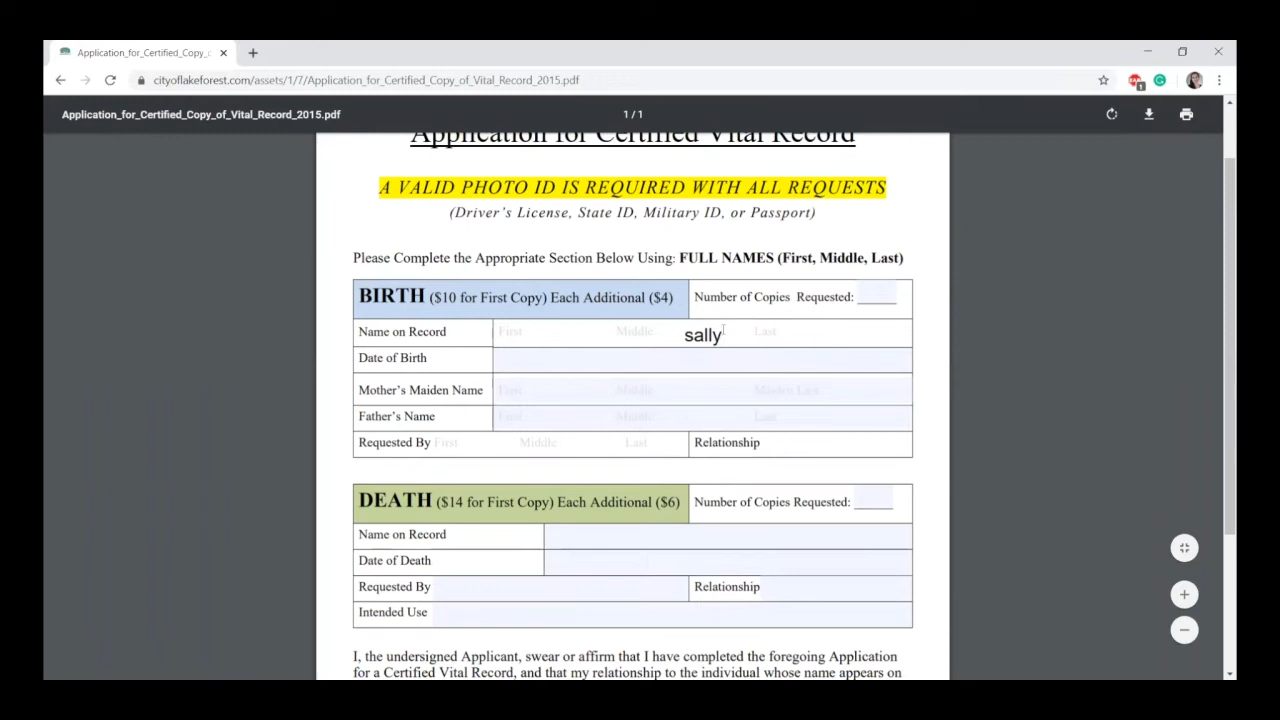 Application_for_Certified_Copy_
cityoflakeforest.com/assets/1/7/Application_for_Certified_Copy_of_Vital_Record_2015.pdf
1
Application_for_Certified_Copy_of_Vital_Record_2015.pdf
1 / 1
Application for Certified Vital Record
A VALID PHOTO ID IS REQUIRED WITH ALL REQUESTS
(Driver's License, State ID, Military ID, or Passport)
Please Complete the Appropriate Section Below Using: FULL NAMES (First, Middle, Last)
BIRTH ($10 for First Copy) Each Additional ($4)
Number of Copies Requested: ______
Name on Record First Middle sally Last
Date of Birth
Mother's Maiden Name First Middle Maiden Last
Father's Name First Middle Last
Requested By First Middle Last
Relationship
DEATH ($14 for First Copy) Each Additional ($6)
Number of Copies Requested: ______
Name on Record
Date of Death
Requested By
Relationship
Intended Use
I, the undersigned Applicant, swear or affirm that I have completed the foregoing Application
for a Certified Vital Record, and that my relationship to the individual whose name appears on